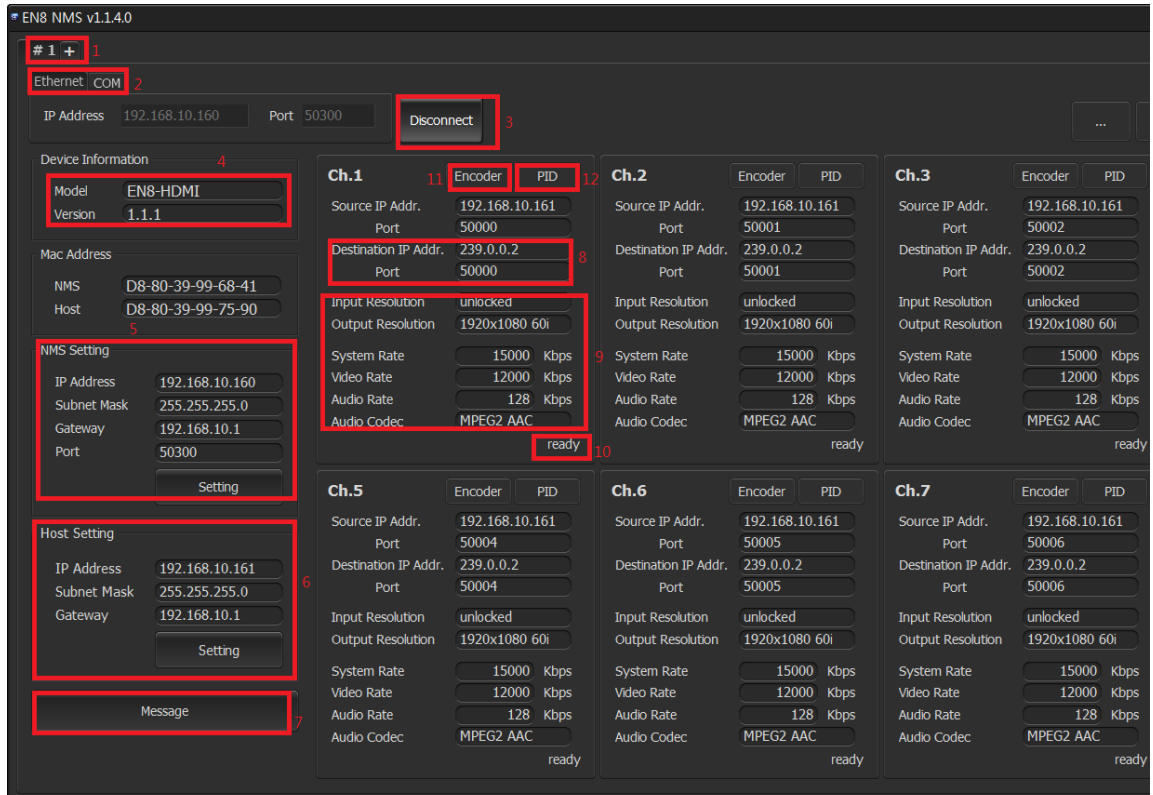 EN8 NMS v1.1.4.0
# 1 + 1
Ethernet COM 2
IP Address 192.168.10.160 Port 50300 Disconnect 3 ...
Device Information 4
Model EN8-HDMI
Version 1.1.1
Mac Address
NMS D8-80-39-99-68-41
Host D8-80-39-99-75-90
5
NMS Setting
IP Address 192.168.10.160
Subnet Mask 255.255.255.0
Gateway 192.168.10.1
Port 50300
Setting
Host Setting
IP Address 192.168.10.161
Subnet Mask 255.255.255.0
Gateway 192.168.10.1
Setting
6
Message 7
Ch.1 11 Encoder PID 12
Source IP Addr. 192.168.10.161
Port 50000
Destination IP Addr. 239.0.0.2
Port 50000
8
Input Resolution unlocked
Output Resolution 1920x1080 60i
System Rate 15000 Kbps
Video Rate 12000 Kbps
Audio Rate 128 Kbps
Audio Codec MPEG2 AAC
9
ready 10
Ch.2 Encoder PID
Source IP Addr. 192.168.10.161
Port 50001
Destination IP Addr. 239.0.0.2
Port 50001
Input Resolution unlocked
Output Resolution 1920x1080 60i
System Rate 15000 Kbps
Video Rate 12000 Kbps
Audio Rate 128 Kbps
Audio Codec MPEG2 AAC
ready
Ch.3 Encoder PID
Source IP Addr. 192.168.10.161
Port 50002
Destination IP Addr. 239.0.0.2
Port 50002
Input Resolution unlocked
Output Resolution 1920x1080 60i
System Rate 15000 Kbps
Video Rate 12000 Kbps
Audio Rate 128 Kbps
Audio Codec MPEG2 AAC
ready
Ch.5 Encoder PID
Source IP Addr. 192.168.10.161
Port 50004
Destination IP Addr. 239.0.0.2
Port 50004
Input Resolution unlocked
Output Resolution 1920x1080 60i
System Rate 15000 Kbps
Video Rate 12000 Kbps
Audio Rate 128 Kbps
Audio Codec MPEG2 AAC
ready
Ch.6 Encoder PID
Source IP Addr. 192.168.10.161
Port 50005
Destination IP Addr. 239.0.0.2
Port 50005
Input Resolution unlocked
Output Resolution 1920x1080 60i
System Rate 15000 Kbps
Video Rate 12000 Kbps
Audio Rate 128 Kbps
Audio Codec MPEG2 AAC
ready
Ch.7 Encoder PID
Source IP Addr. 192.168.10.161
Port 50006
Destination IP Addr. 239.0.0.2
Port 50006
Input Resolution unlocked
Output Resolution 1920x1080 60i
System Rate 15000 Kbps
Video Rate 12000 Kbps
Audio Rate 128 Kbps
Audio Codec MPEG2 AAC
ready